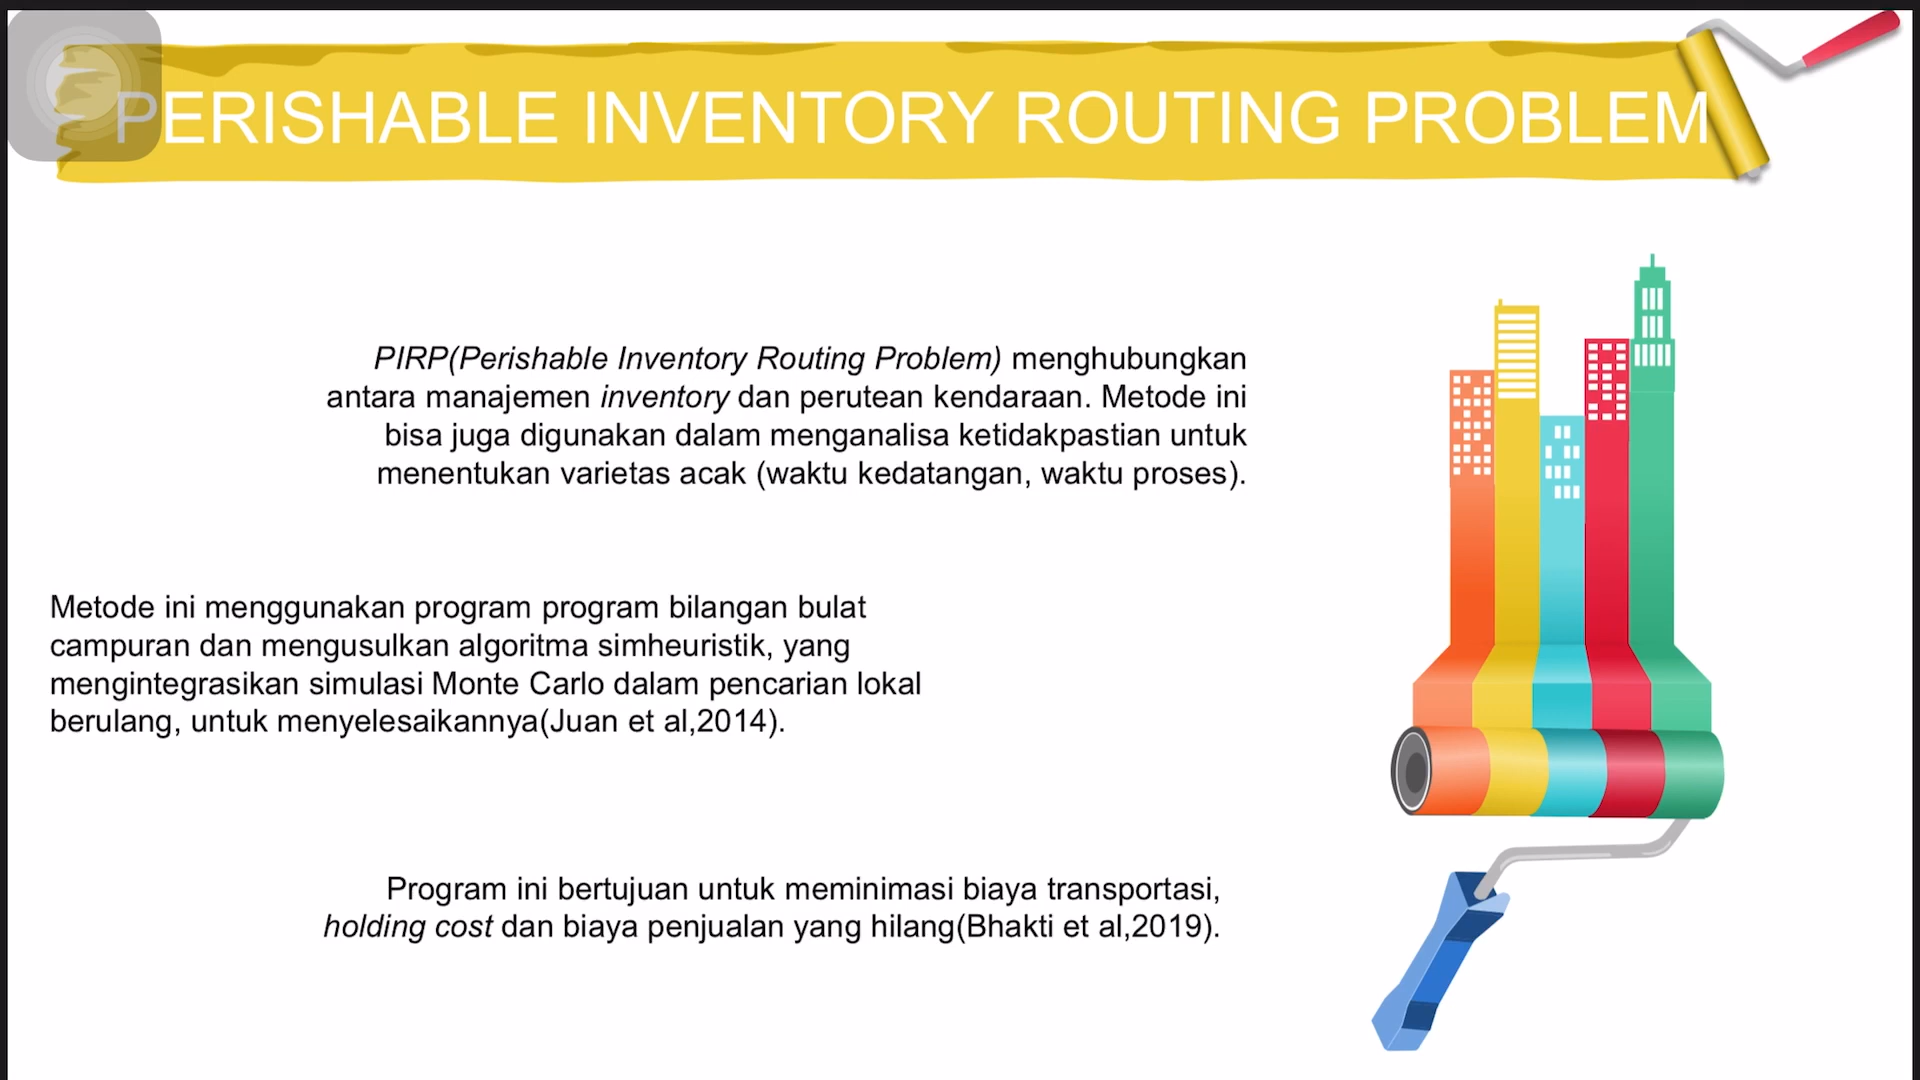 PERISHABLE INVENTORY ROUTING PROBLEM
PIRP(Perishable Inventory Routing Problem) menghubungkan
antara manajemen inventory dan perutean kendaraan. Metode ini
bisa juga digunakan dalam menganalisa ketidakpastian untuk
menentukan varietas acak (waktu kedatangan, waktu proses).
Metode ini menggunakan program program bilangan bulat
campuran dan mengusulkan algoritma simheuristik, yang
mengintegrasikan simulasi Monte Carlo dalam pencarian lokal
berulang, untuk menyelesaikannya(Juan et al,2014).
Program ini bertujuan untuk meminimasi biaya transportasi,
holding cost dan biaya penjualan yang hilang(Bhakti et al,2019).